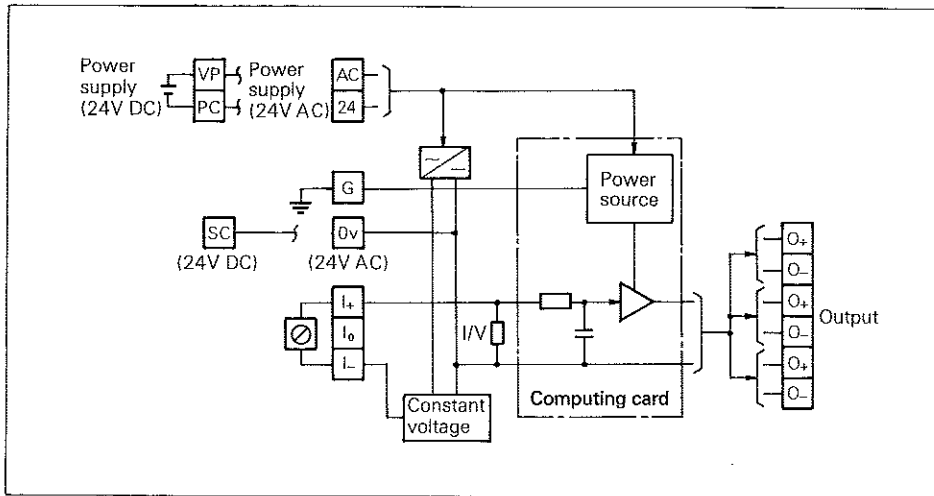 Power
supply
(24V DC)
VP
PC
Power
supply
(24V AC)
AC
24
~
—
G
Power
source
SC
(24V DC)
0v
(24V AC)
I+
I₀
I–
I/V
Constant
voltage
Computing card
O+
O–
O+
O–
O+
O–
Output